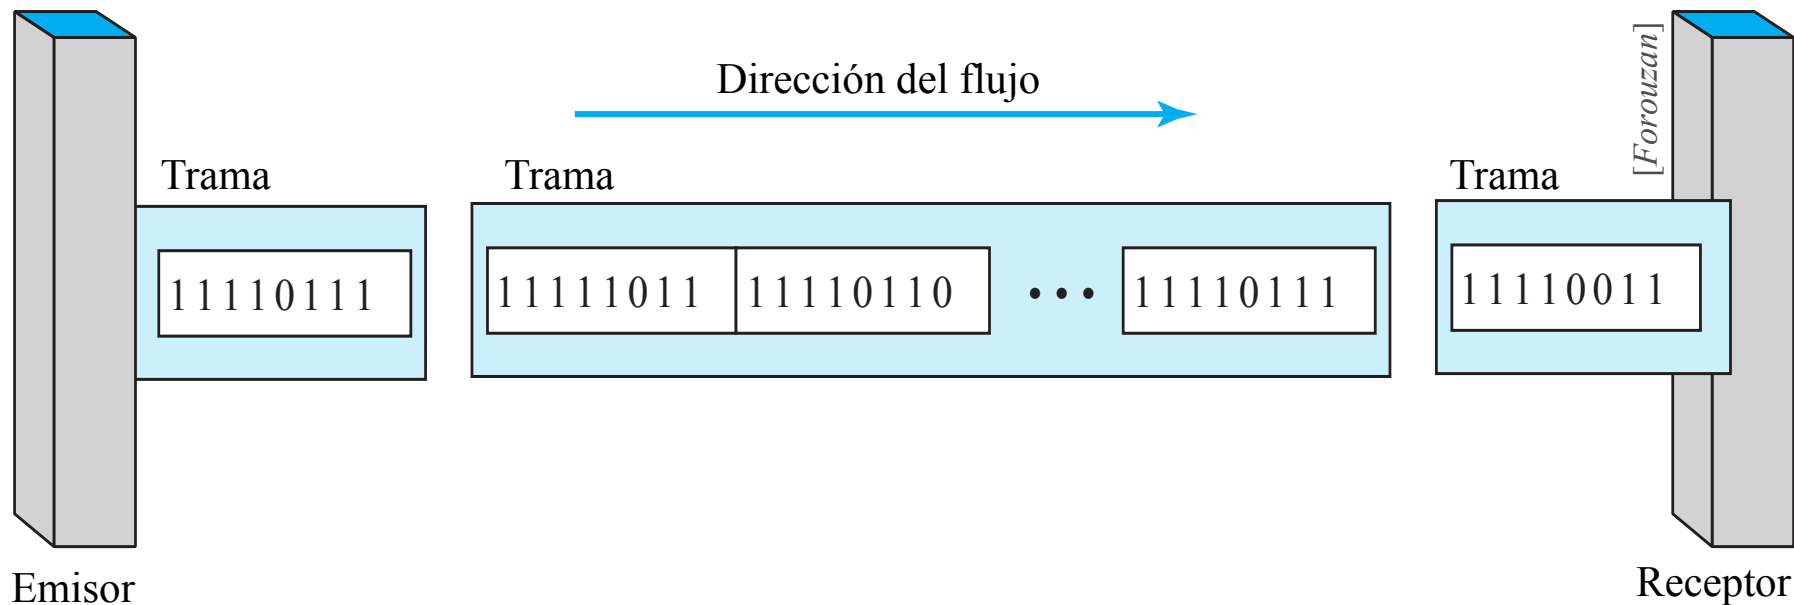 Dirección del flujo
[Forouzan]
Trama Trama Trama
11110111 11111011 11110110 ... 11110111 11110011
Emisor Receptor